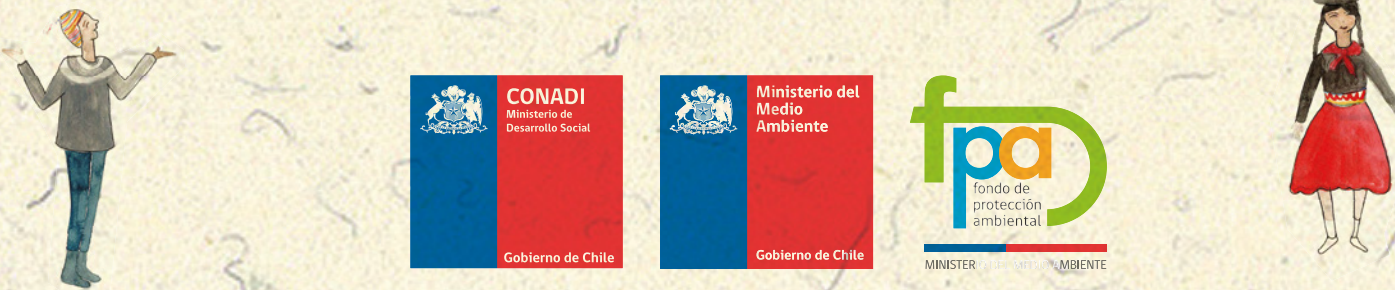 CONADI
Ministerio de
Desarrollo Social
Gobierno de Chile
Ministerio del
Medio
Ambiente
Gobierno de Chile
fpa
fondo de
protección
ambiental
MINISTER MBIENTE